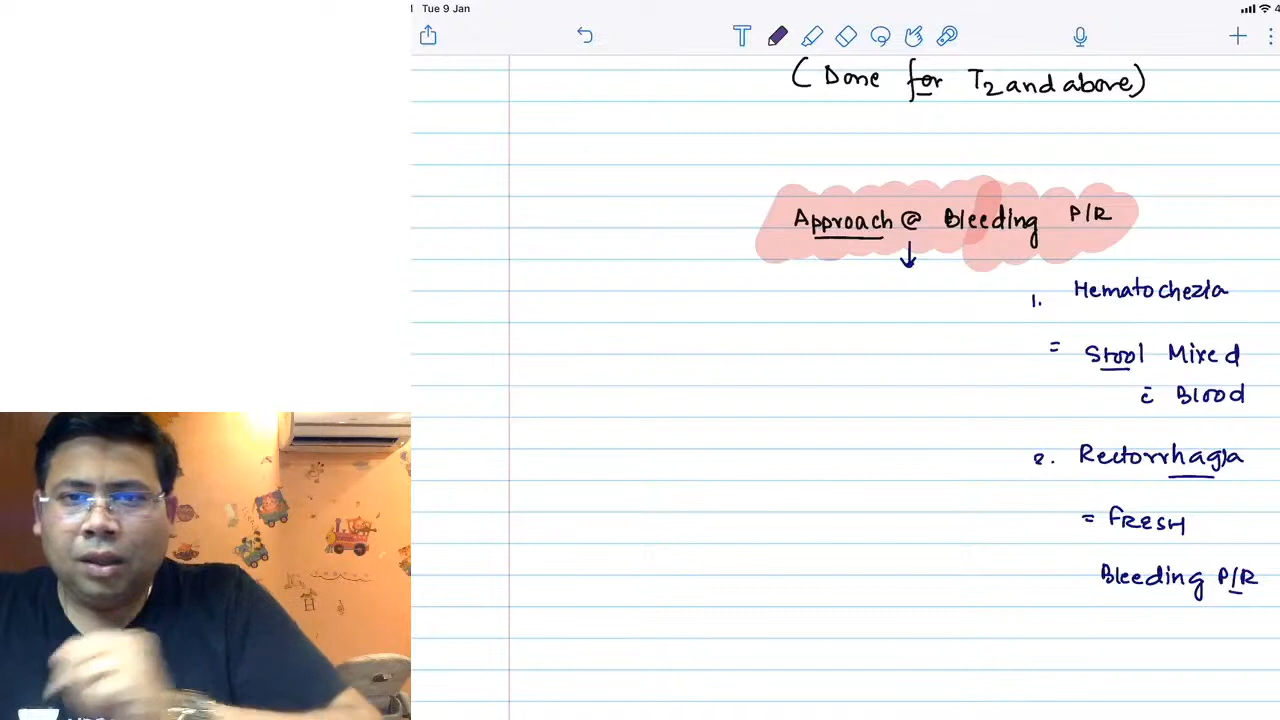 Tue 9 Jan
4
T
(Done for T2 and above)
Approach @ Bleeding P/R
↓
1. Hematochezia
= Stool Mixed
c̄ Blood
2. Rectorrhagia
= FRESH
Bleeding P/R